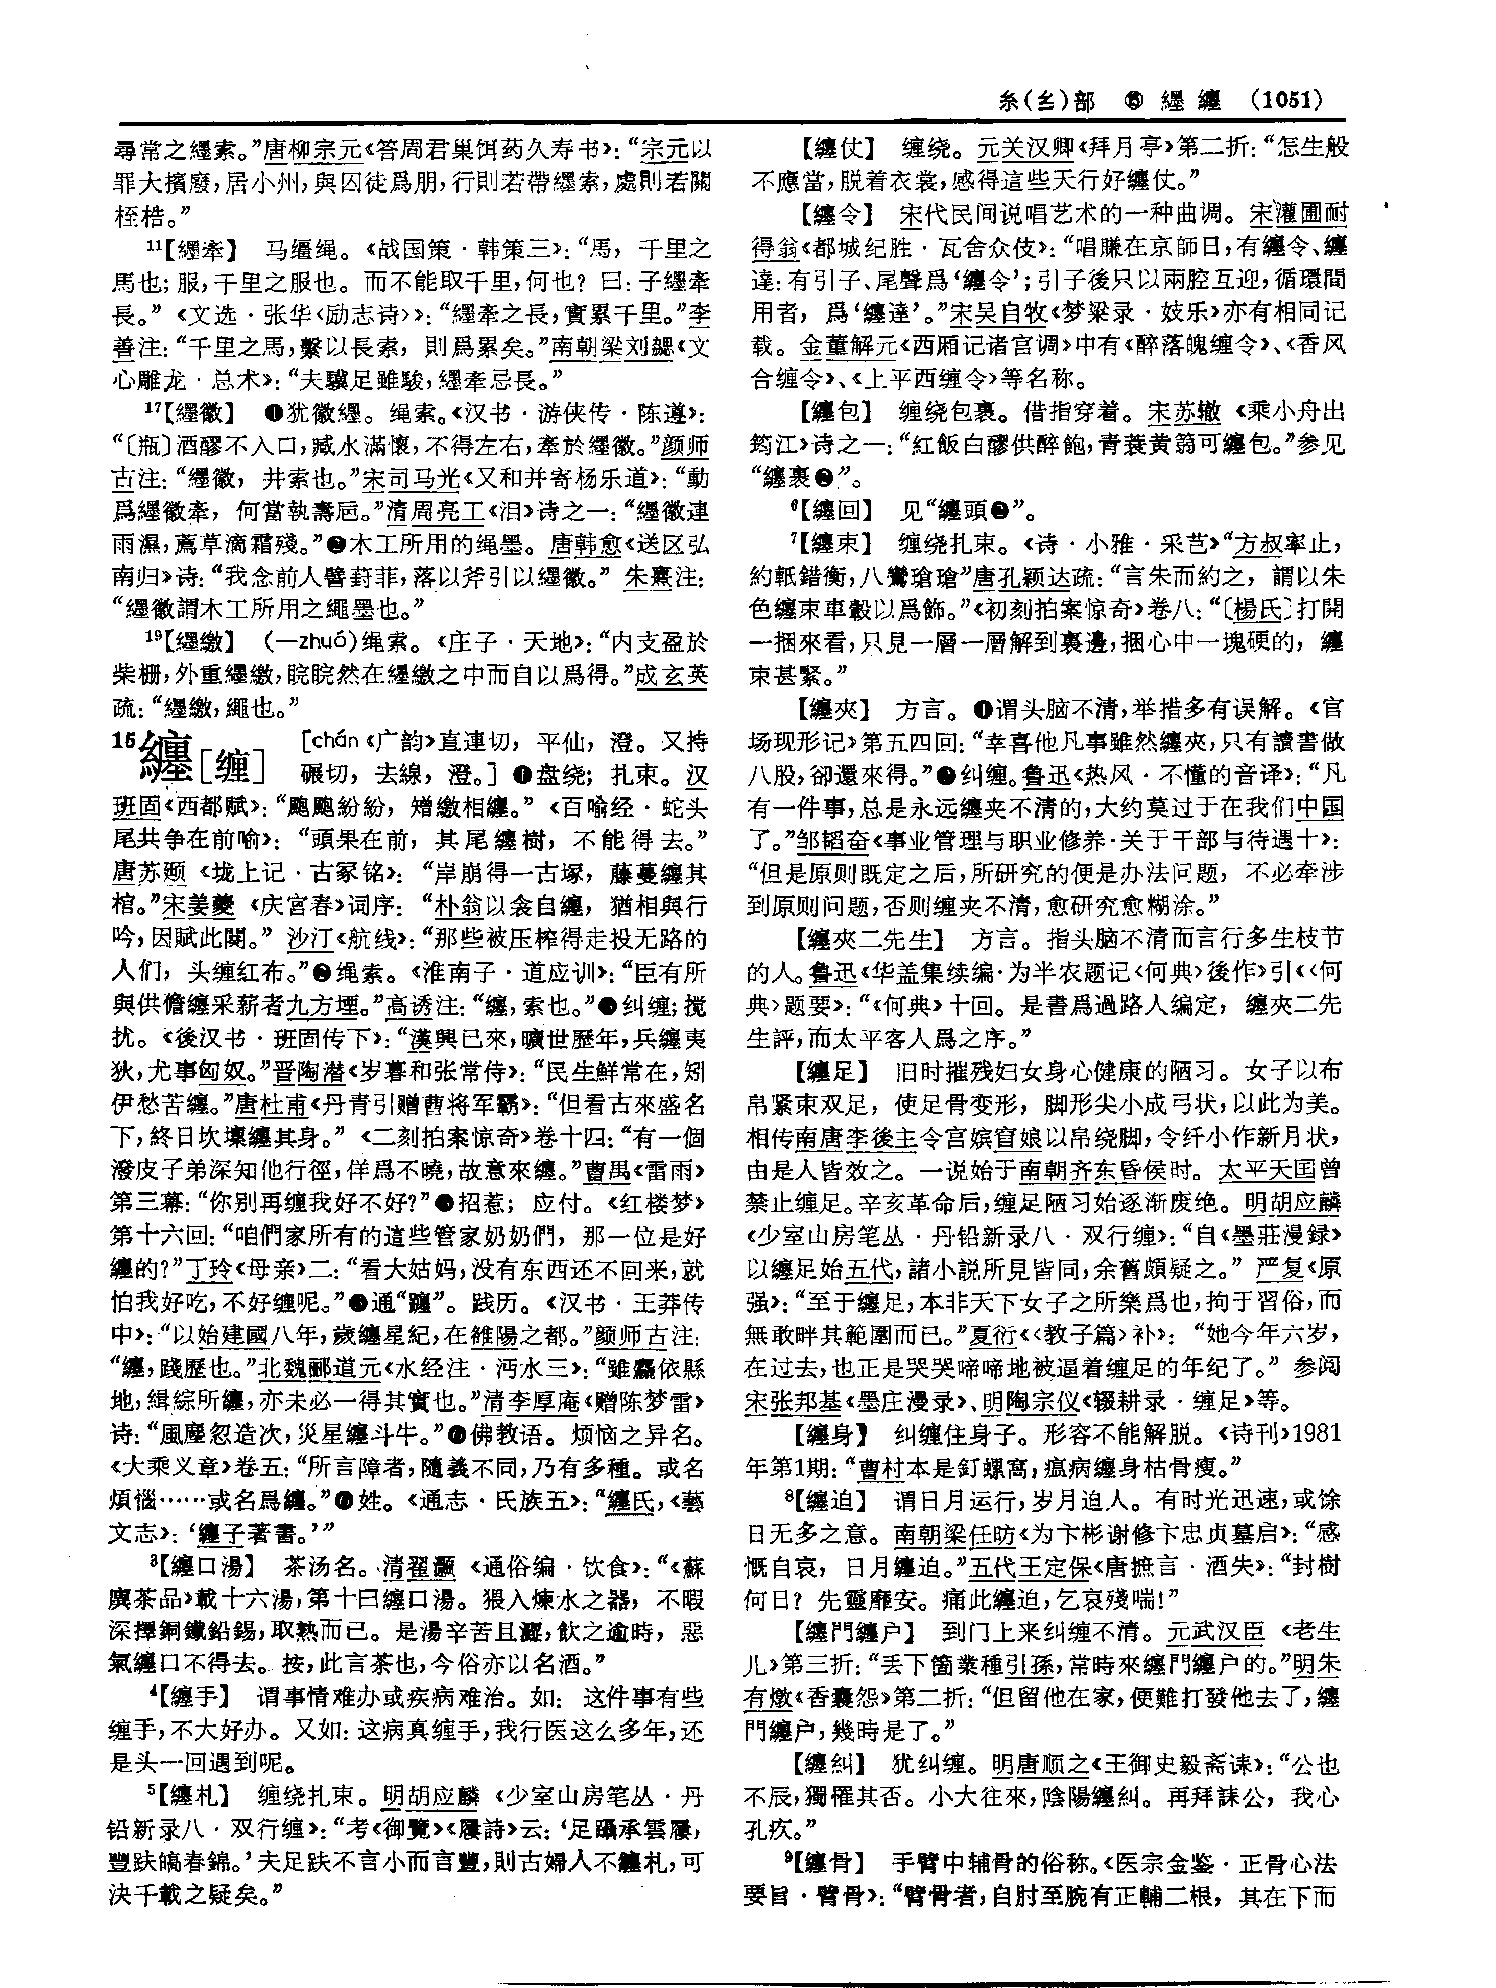 糸(纟)部 ⑮ 纆 纏 (1051)
尋常之纆索。”唐柳宗元《答周君巢饵药久寿书》：“宗元以
罪大擯廢，居小州，與囚徒爲朋，行則若帶纆索，處則若關
桎梏。”
11【纆牽】 马缰绳。《战国策·韩策三》：“馬，千里之
馬也；服，千里之服也。而不能取千里，何也？曰：子纆牽
長。”《文选·张华〈励志诗〉》：“纆牽之長，實累千里。”李
善注：“千里之馬，繫以長索，則爲累矣。”南朝梁刘勰《文
心雕龙·总术》：“夫驥足雖駿，纆牽忌長。”
17【纆徽】 ❶犹徽纆。绳索。《汉书·游侠传·陈遵》：
“〔瓶〕酒醪不入口，臧水滿懷，不得左右，牽於纆徽。”颜师
古注：“纆徽，井索也。”宋司马光《又和并寄杨乐道》：“動
爲纆徽牽，何當執壽卮。”清周亮工《泪》诗之一：“纆徽連
雨濕，薦草滴霜殘。”❷木工所用的绳墨。唐韩愈《送区弘
南归》诗：“我念前人譬葑菲，落以斧引以纆徽。”朱熹注：
“纆徽謂木工所用之繩墨也。”
19【纆缴】 (—zhuó)绳索。《庄子·天地》：“内支盈於
柴栅，外重纆繳，睆睆然在纆繳之中而自以爲得。”成玄英
疏：“纆繳，繩也。”
15纏[缠] [chán《广韵》直連切，平仙，澄。又持
碾切，去線，澄。] ❶盘绕；扎束。汉
班固《西都赋》：“颮颮紛紛，矰繳相纏。”《百喻经·蛇头
尾共争在前喻》：“頭果在前，其尾纏樹，不能得去。”
唐苏颋《垅上记·古冢铭》：“岸崩得一古塚，藤蔓纏其
棺。”宋姜夔《庆宫春》词序：“朴翁以衾自纏，猶相與行
吟，因賦此闋。”沙汀《航线》：“那些被压榨得走投无路的
人们，头缠红布。”❷绳索。《淮南子·道应训》：“臣有所
與供儋纏采薪者九方堙。”高诱注：“纏，索也。”❸纠缠；搅
扰。《後汉书·班固传下》：“漢興已來，曠世歷年，兵纏夷
狄，尤事匈奴。”晋陶潜《岁暮和张常侍》：“民生鮮常在，矧
伊愁苦纏。”唐杜甫《丹青引赠曹将军霸》：“但看古來盛名
下，終日坎壈纏其身。”《二刻拍案惊奇》卷十四：“有一個
潑皮子弟深知他行徑，佯爲不曉，故意來纏。”曹禺《雷雨》
第三幕：“你别再缠我好不好？”❹招惹；应付。《红楼梦》
第十六回：“咱們家所有的這些管家奶奶們，那一位是好
纏的？”丁玲《母亲》二：“看大姑妈，没有东西还不回来，就
怕我好吃，不好缠呢。”❺通“躔”。践历。《汉书·王莽传
中》：“以始建國八年，歲纏星紀，在雒陽之都。”颜师古注：
“纏，踐歷也。”北魏郦道元《水经注·沔水三》：“雖麤依縣
地，緝綜所纏，亦未必一得其實也。”清李厚庵《赠陈梦雷》
诗：“風塵忽造次，災星纏斗牛。”❻佛教语。烦恼之异名。
《大乘义章》卷五：“所言障者，隨義不同，乃有多種。或名
煩惱……或名爲纏。”❼姓。《通志·氏族五》：“纏氏，《藝
文志》：‘纏子著書。’”
3【纏口湯】 茶汤名。清翟灏《通俗编·饮食》：“《蘇
廙茶品》載十六湯，第十曰纏口湯。猥人煉水之器，不暇
深擇銅鐵鉛錫，取熟而已。是湯辛苦且澀，飲之逾時，惡
氣纏口不得去。按，此言茶也，今俗亦以名酒。”
4【纏手】 谓事情难办或疾病难治。如：这件事有些
缠手，不大好办。又如：这病真缠手，我行医这么多年，还
是头一回遇到呢。
5【纏札】 缠绕扎束。明胡应麟《少室山房笔丛·丹
铅新录八·双行缠》：“考《御覽》《屨詩》云：‘足躡承雲履，
豐趺皜春錦。’夫足趺不言小而言豐，則古婦人不纏札，可
決千載之疑矣。”
【纏仗】 缠绕。元关汉卿《拜月亭》第二折：“怎生般
不應當，脱着衣裳，感得這些天行好纏仗。”
【纏令】 宋代民间说唱艺术的一种曲调。宋灌圃耐
得翁《都城纪胜·瓦舍众伎》：“唱賺在京師日，有纏令、纏
達：有引子、尾聲爲‘纏令’；引子後只以兩腔互迎，循環間
用者，爲‘纏達’。”宋吴自牧《梦粱录·妓乐》亦有相同记
载。金董解元《西厢记诸宫调》中有《醉落魄缠令》、《香风
合缠令》、《上平西缠令》等名称。
【纏包】 缠绕包裹。借指穿着。宋苏辙《乘小舟出
筠江》诗之一：“紅飯白醪供醉飽，青蓑黄篛可纏包。”参见
“纏裹❷”。
6【纏回】 见“纏頭❷”。
7【纏束】 缠绕扎束。《诗·小雅·采芑》“方叔率止，
約軝錯衡，八鸞瑲瑲”唐孔颖达疏：“言朱而約之，謂以朱
色纏束車轂以爲飾。”《初刻拍案惊奇》卷八：“〔楊氏〕打開
一捆來看，只見一層一層解到裏邊，捆心中一塊硬的，纏
束甚緊。”
【纏夾】 方言。❶谓头脑不清，举措多有误解。《官
场现形记》第五四回：“幸喜他凡事雖然纏夾，只有讀書做
八股，卻還來得。”❷纠缠。鲁迅《热风·不懂的音译》：“凡
有一件事，总是永远缠夹不清的，大约莫过于在我们中国
了。”邹韬奋《事业管理与职业修养·关于干部与待遇十》：
“但是原则既定之后，所研究的便是办法问题，不必牵涉
到原则问题，否则缠夹不清，愈研究愈糊涂。”
【纏夾二先生】 方言。指头脑不清而言行多生枝节
的人。鲁迅《华盖集续编·为半农题记〈何典〉後作》引《〈何
典〉题要》：“《何典》十回。是書爲過路人编定，纏夾二先
生評，而太平客人爲之序。”
【纏足】 旧时摧残妇女身心健康的陋习。女子以布
帛紧束双足，使足骨变形，脚形尖小成弓状，以此为美。
相传南唐李後主令宫嫔窅娘以帛绕脚，令纤小作新月状，
由是人皆效之。一说始于南朝齐东昏侯时。太平天国曾
禁止缠足。辛亥革命后，缠足陋习始逐渐废绝。明胡应麟
《少室山房笔丛·丹铅新录八·双行缠》：“自《墨莊漫録》
以纏足始五代，諸小説所見皆同，余舊頗疑之。”严复《原
强》：“至于纏足，本非天下女子之所樂爲也，拘于習俗，而
無敢畔其範圍而已。”夏衍《〈教子篇〉补》：“她今年六岁，
在过去，也正是哭哭啼啼地被逼着缠足的年纪了。”参阅
宋张邦基《墨庄漫录》、明陶宗仪《辍耕录·缠足》等。
【纏身】 纠缠住身子。形容不能解脱。《诗刊》1981
年第1期：“曹村本是釘螺窩，瘟病纏身枯骨瘦。”
8【纏迫】 谓日月运行，岁月迫人。有时光迅速，或馀
日无多之意。南朝梁任昉《为卞彬谢修卞忠贞墓启》：“感
慨自哀，日月纏迫。”五代王定保《唐摭言·酒失》：“封樹
何日？先靈靡安。痛此纏迫，乞哀殘喘！”
【纏門纏户】 到门上来纠缠不清。元武汉臣《老生
儿》第三折：“丢下箇業種引孫，常時來纏門纏户的。”明朱
有燉《香囊怨》第二折：“但留他在家，便難打發他去了，纏
門纏户，幾時是了。”
【纏糾】 犹纠缠。明唐顺之《王御史毅斋诔》：“公也
不辰，獨罹其否。小大往來，陰陽纏糾。再拜誄公，我心
孔疚。”
9【纏骨】 手臂中辅骨的俗称。《医宗金鉴·正骨心法
要旨·臂骨》：“臂骨者，自肘至腕有正輔二根，其在下而